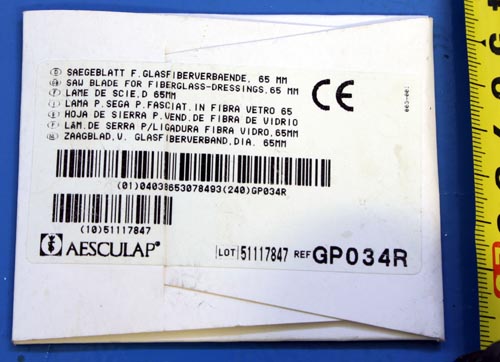 D SAEGEBLATT F.GLASFIBERVERBAENDE, 65 MM
SAW BLADE FOR FIBERGLASS-DRESSINGS,65 MM
F LAME DE SCIE,D 65MM
I LAMA P.SEGA P.FASCIAT.IN FIBRA VETRO 65
E HOJA DE SIERRA P.VEND.DE FIBRA DE VIDRIO
P LAM.DE SERRA P/LIGADURA FIBRA VIDRO,65MM
N ZAAGBLAD,V. GLASFIBERVERBAND,DIA. 65MM
CE
(01)04038653078493(240)GP034R
(10)51117847
AESCULAP®
LOT 51117847 REF GP034R